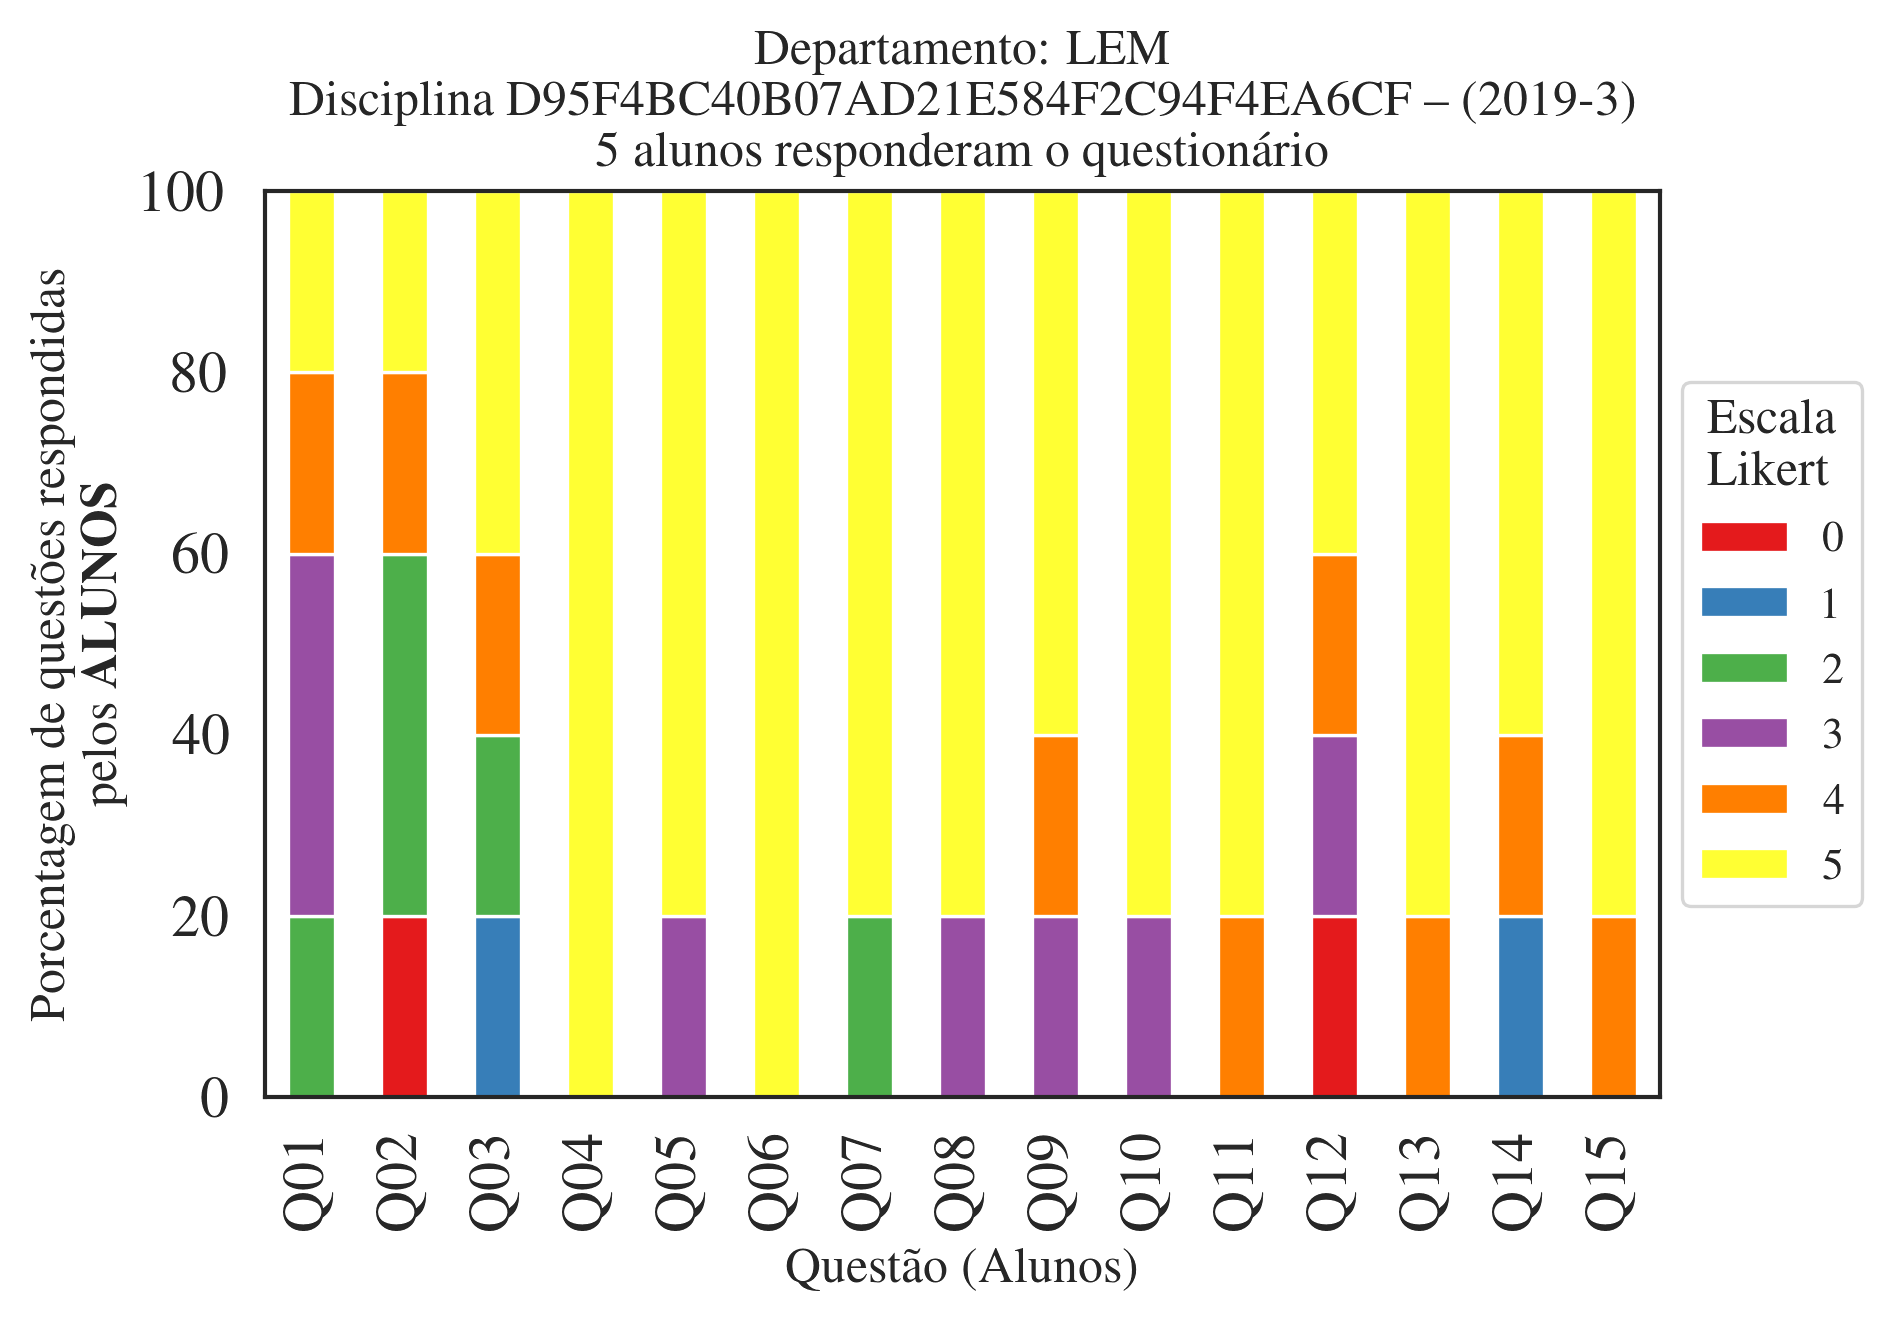 Departamento: LEM
Disciplina D95F4BC40B07AD21E584F2C94F4EA6CF – (2019-3)
5 alunos responderam o questionário
Porcentagem de questões respondidas
pelos ALUNOS
100
80
60
40
20
0
Q01
Q02
Q03
Q04
Q05
Q06
Q07
Q08
Q09
Q10
Q11
Q12
Q13
Q14
Q15
Questão (Alunos)
Escala
Likert
0
1
2
3
4
5